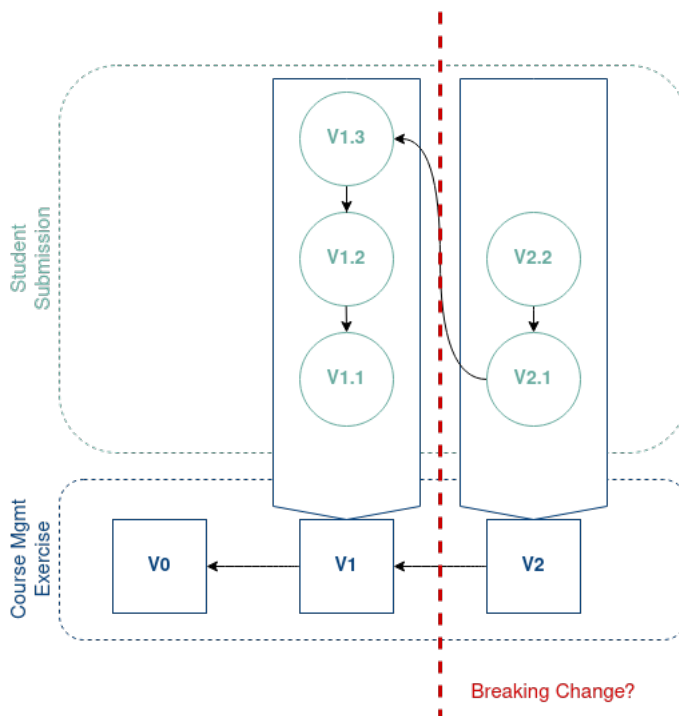 Student
Submission
V1.3
V1.2
V2.2
V1.1
V2.1
Course Mgmt
Exercise
V0
V1
V2
Breaking Change?